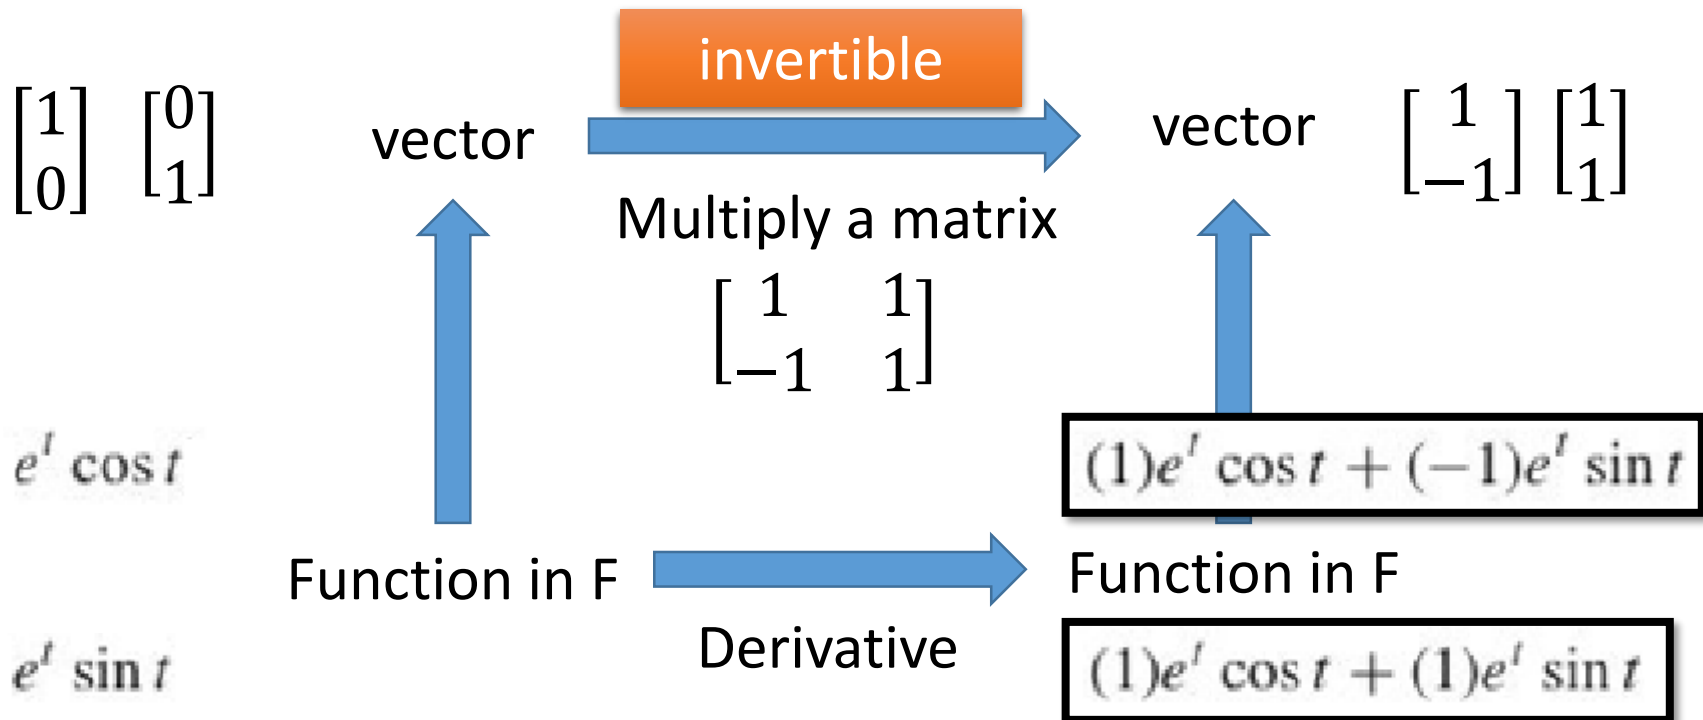 invertible
[1 0] [0 1] vector vector [1 −1] [1 1]
Multiply a matrix
[1 1
−1 1]
e^t cos t
(1)e^t cos t + (−1)e^t sin t
Function in F
Function in F
Derivative
e^t sin t
(1)e^t cos t + (1)e^t sin t